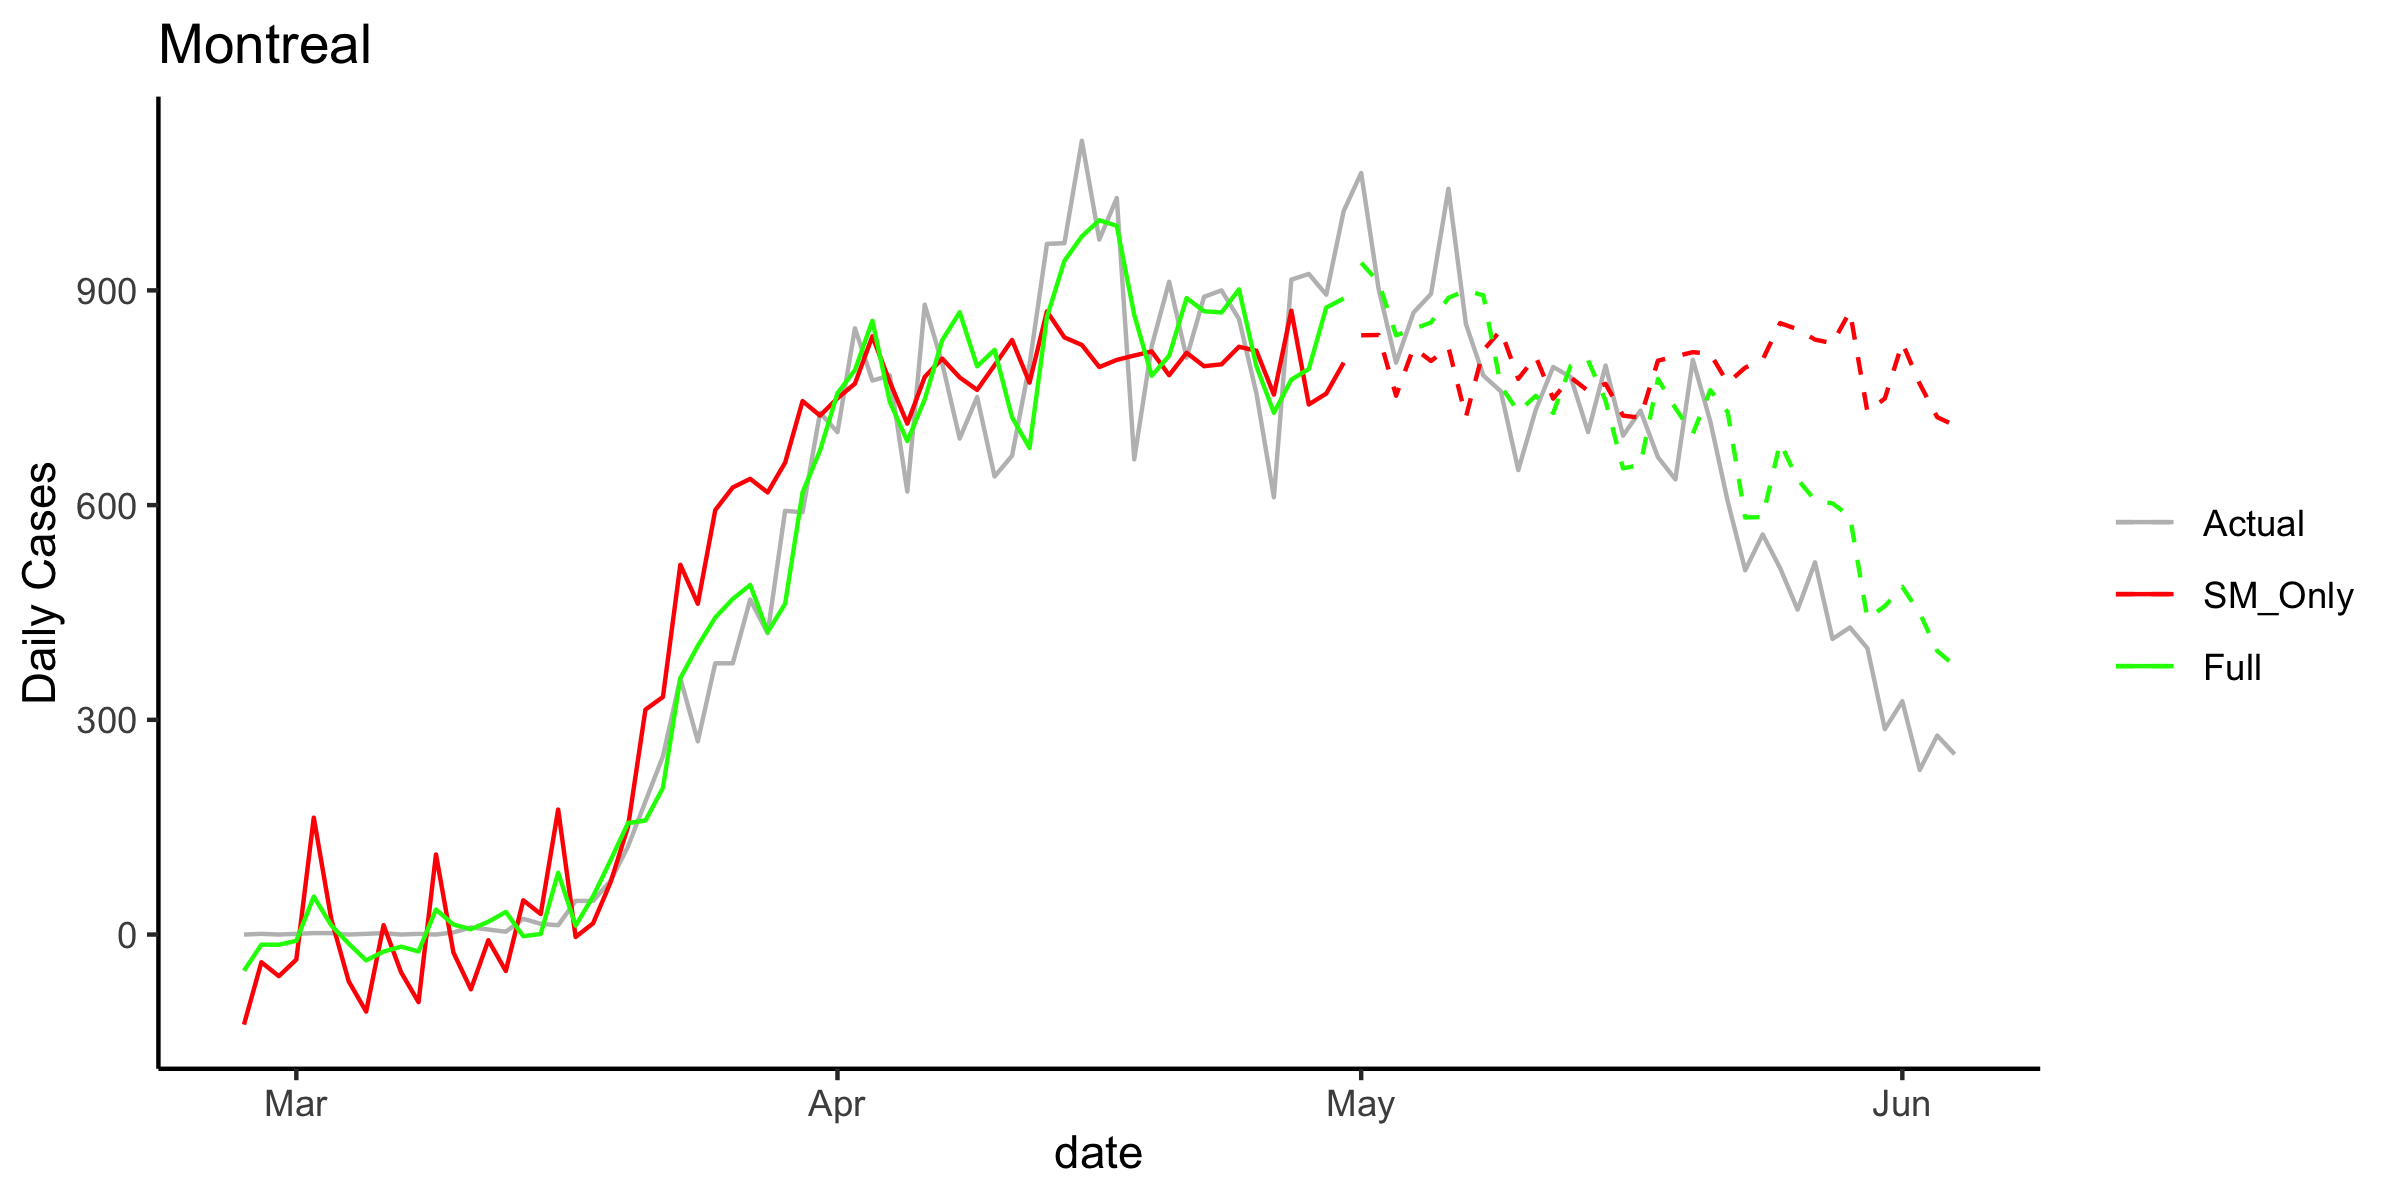 Montreal
Daily Cases
900
600
300
0
Mar Apr May Jun
date
Actual
SM_Only
Full